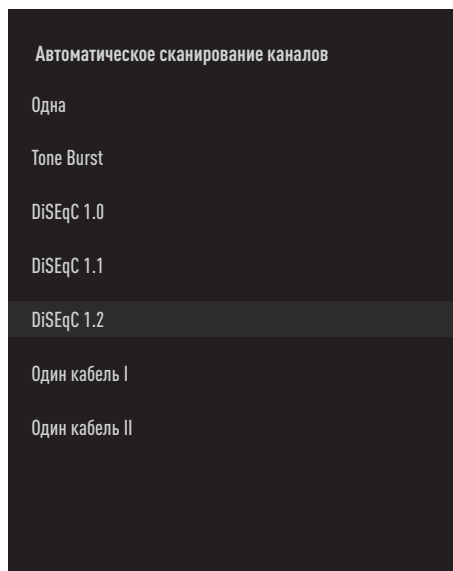 Автоматическое сканирование каналов
Одна
Tone Burst
DiSEqC 1.0
DiSEqC 1.1
DiSEqC 1.2
Один кабель I
Один кабель II